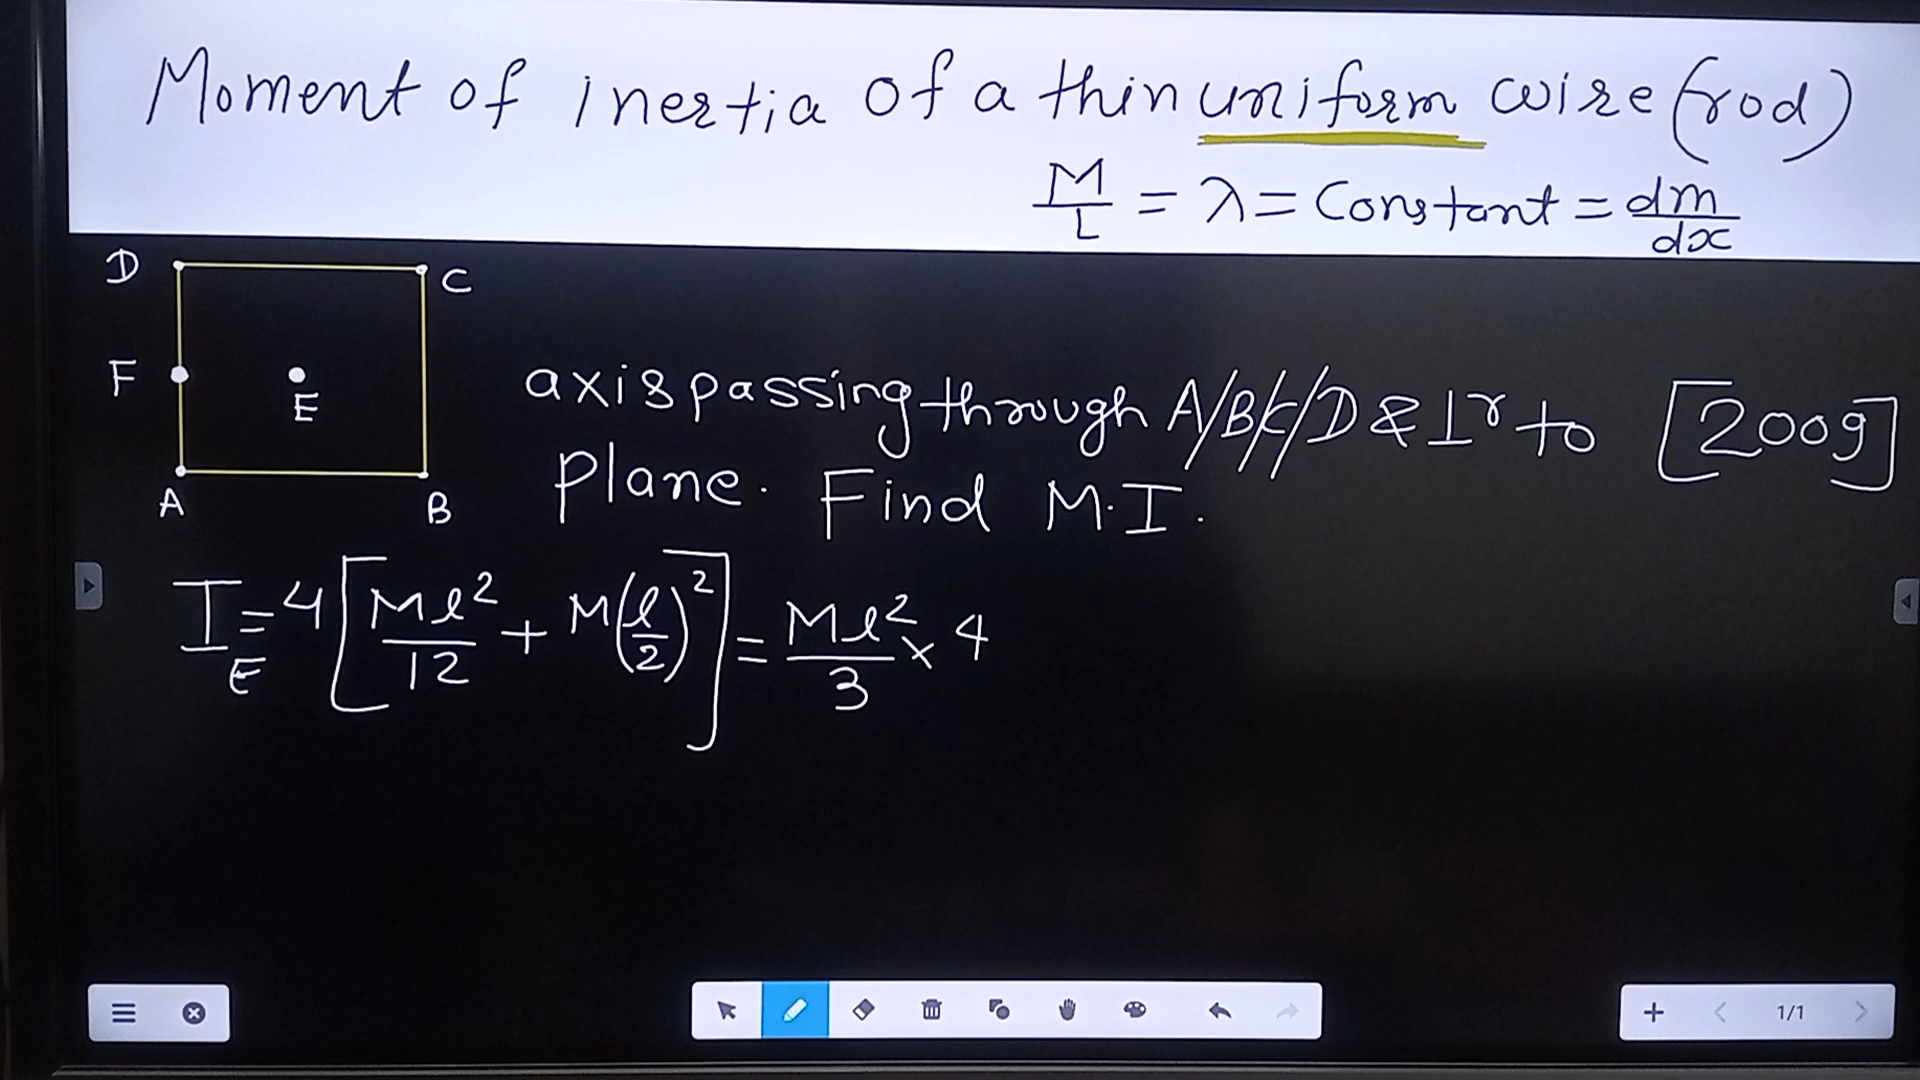 Moment of inertia of a thin uniform wire (rod)
M/L = λ = Constant = dm/dx
D
C
F
E
A
B
axis passing through A/B/C/D & ⊥r to [200g]
plane. Find M.I.
I_E = 4[Ml²/12 + M(l/2)²] = Ml²/3 × 4
1/1